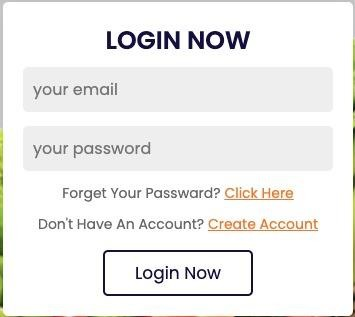 LOGIN NOW
your email
your password
Forget Your Passward? Click Here
Don't Have An Account? Create Account
Login Now